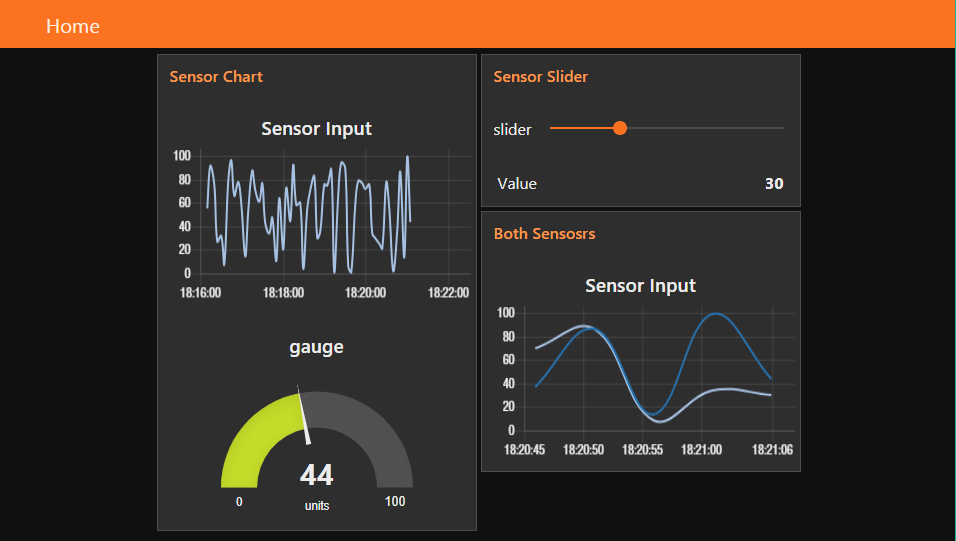 Home
Sensor Chart
Sensor Input
100
80
60
40
20
0
18:16:00 18:18:00 18:20:00 18:22:00
gauge
44
units
0 100
Sensor Slider
slider
Value 30
Both Sensosrs
Sensor Input
100
80
60
40
20
0
18:20:45 18:20:50 18:20:55 18:21:00 18:21:06